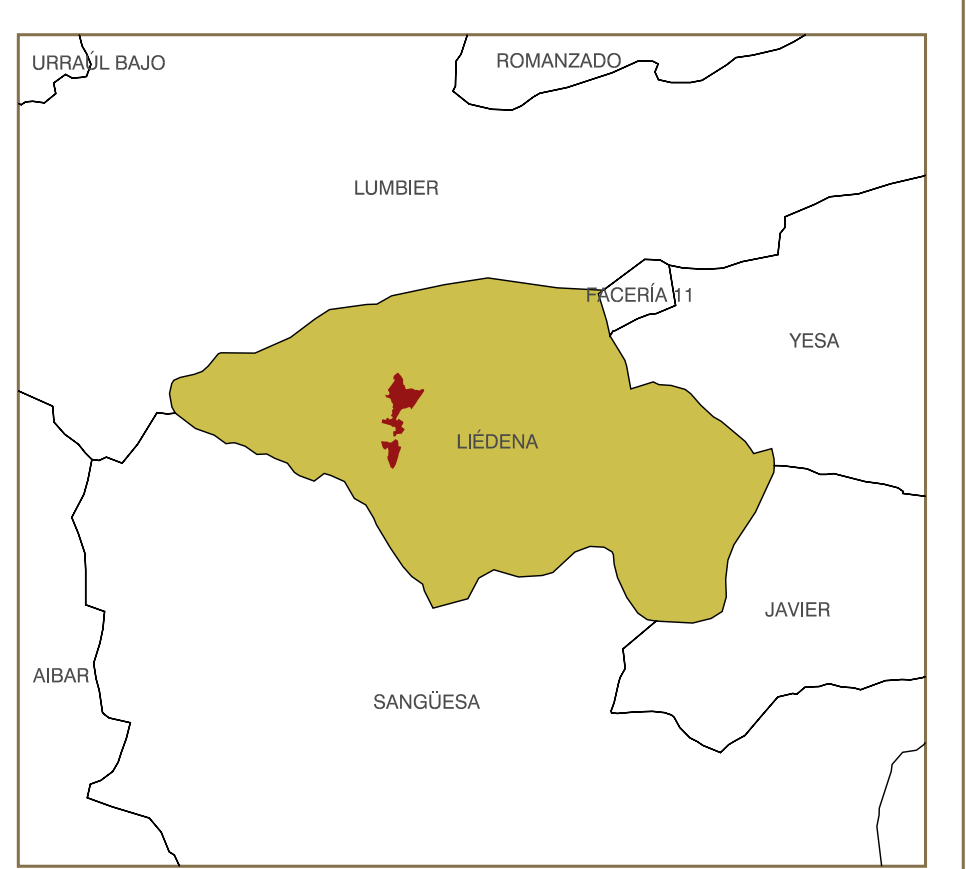 URRAÚL BAJO
ROMANZADO
LUMBIER
FACERÍA 11
YESA
LIÉDENA
JAVIER
AIBAR
SANGÜESA